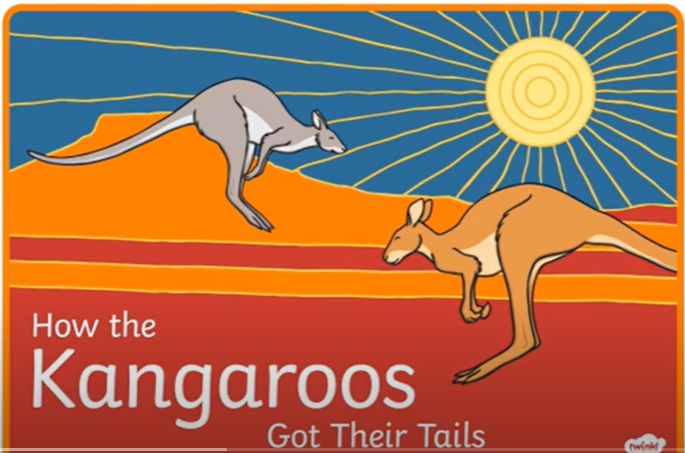 How the
Kangaroos
Got Their Tails
twinkl